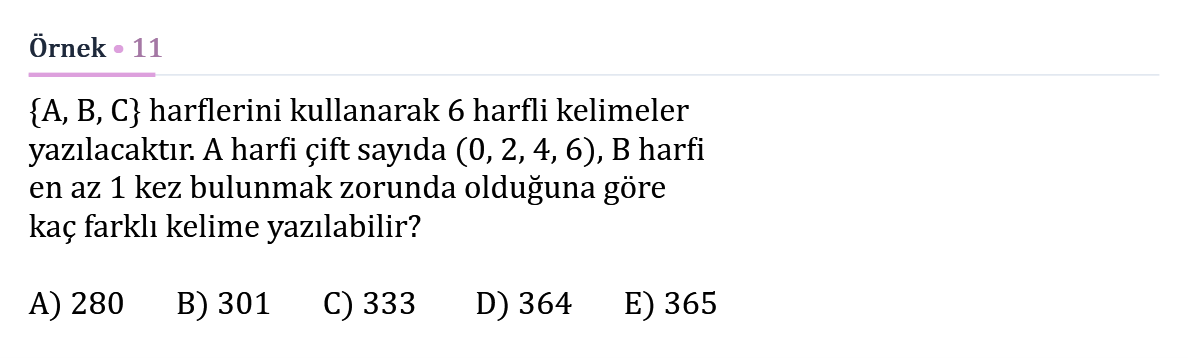 Örnek • 11
{A, B, C} harflerini kullanarak 6 harfli kelimeler
yazılacaktır. A harfi çift sayıda (0, 2, 4, 6), B harfi
en az 1 kez bulunmak zorunda olduğuna göre
kaç farklı kelime yazılabilir?
A) 280 B) 301 C) 333 D) 364 E) 365